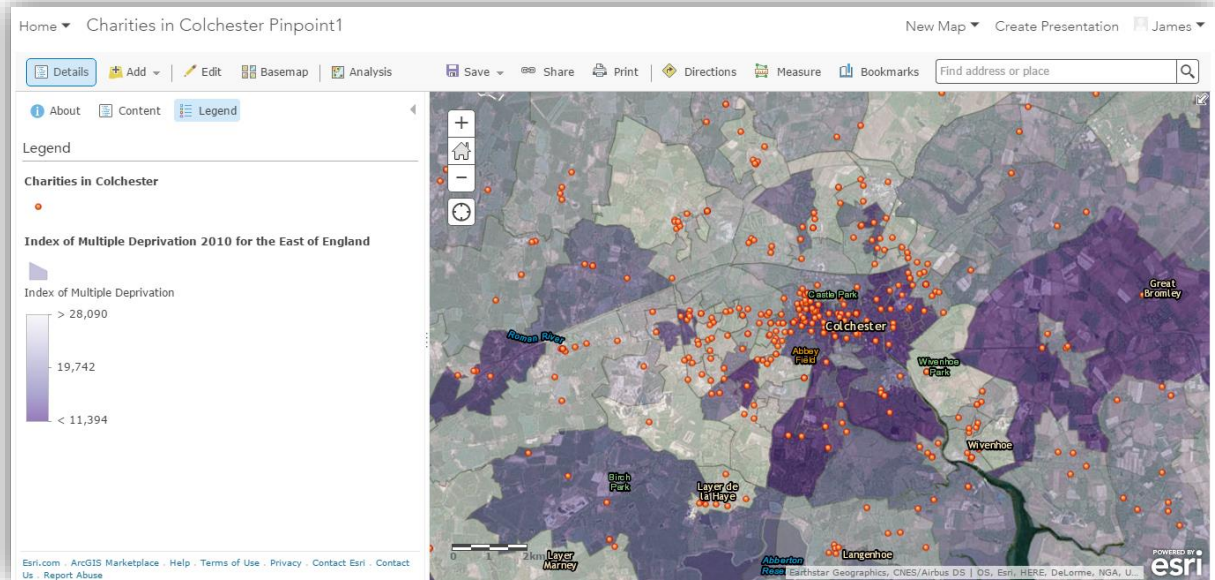 Home Charities in Colchester Pinpoint1 New Map Create Presentation James
Details Add Edit Basemap Analysis Save Share Print Directions Measure Bookmarks Find address or place
About Content Legend
Legend
Charities in Colchester
Index of Multiple Deprivation 2010 for the East of England
Index of Multiple Deprivation
> 28,090
19,742
< 11,394
Esri.com . ArcGIS Marketplace . Help . Terms of Use . Privacy . Contact Esri . Contact
Us . Report Abuse
Great
Bromley
Castle Park
Colchester
Roman River
Abbey
Field
Wivenhoe
Park
Wivenhoe
Birch
Park
Layer de
la Haye
0 1 2km
Layer
Marney
Abberton
Langenhoe
Earthstar Geographics, CNES/Airbus DS | OS, Esri, HERE, DeLorme, NGA, U...
POWERED BY
esri